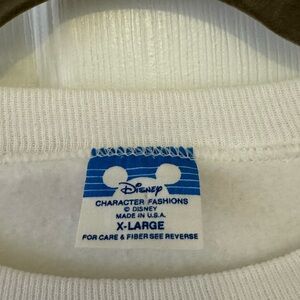 Disney
CHARACTER FASHIONS
© DISNEY
MADE IN U.S.A.
X-LARGE
FOR CARE & FIBER SEE REVERSE